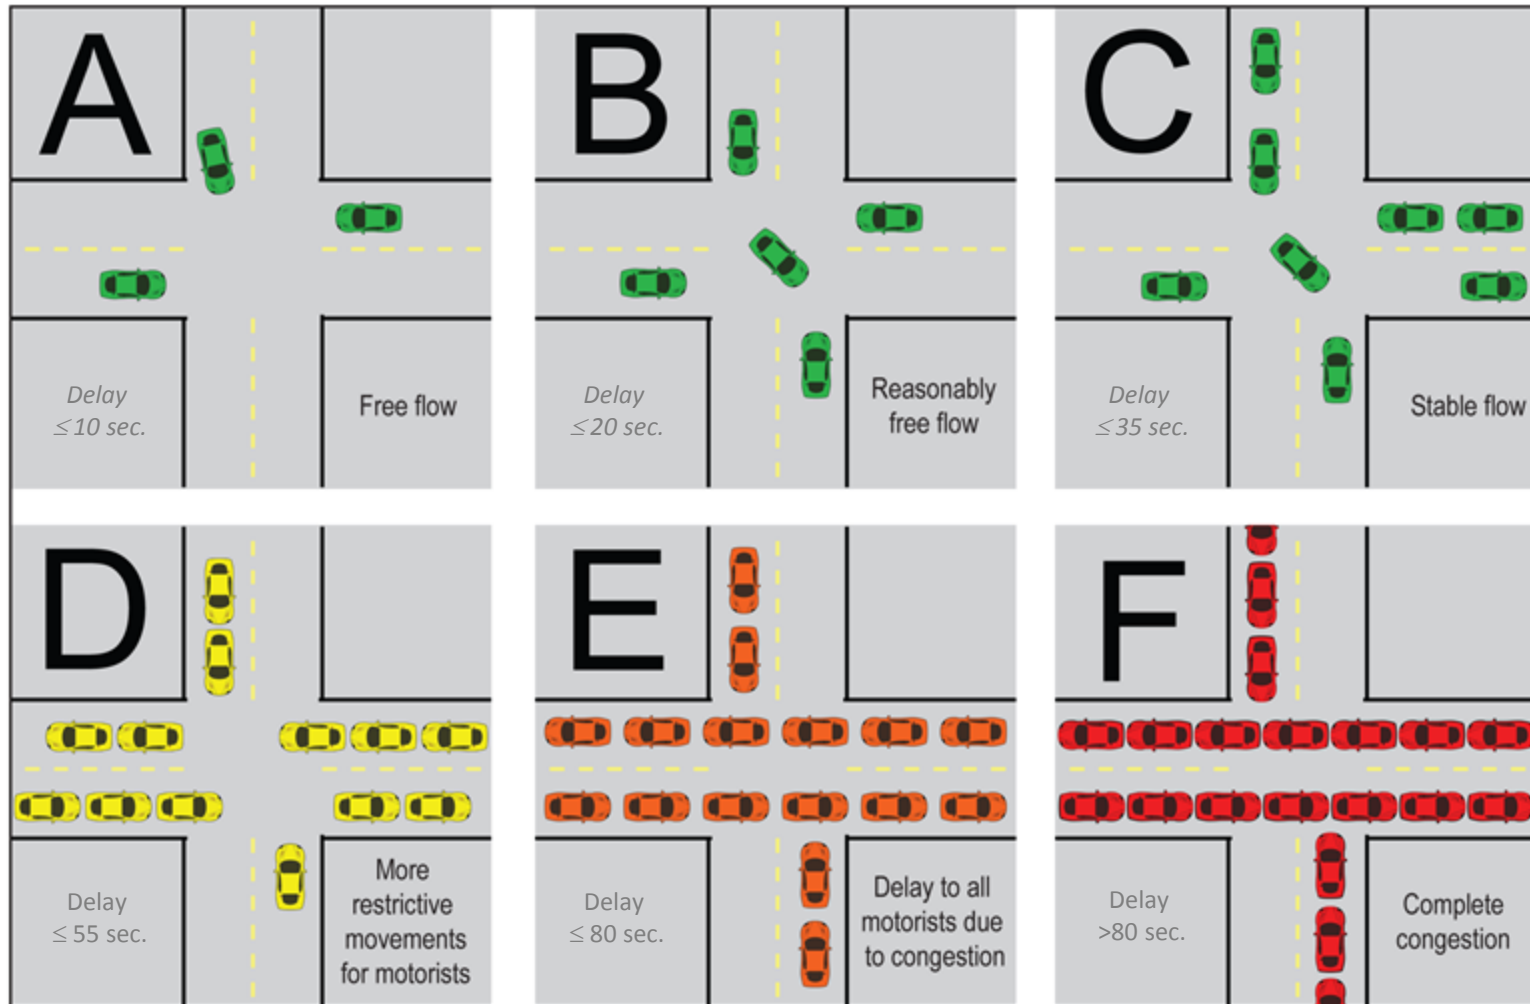 A
Delay
≤ 10 sec.
Free flow
B
Delay
≤ 20 sec.
Reasonably
free flow
C
Delay
≤ 35 sec.
Stable flow
D
Delay
≤ 55 sec.
More
restrictive
movements
for motorists
E
Delay
≤ 80 sec.
Delay to all
motorists due
to congestion
F
Delay
>80 sec.
Complete
congestion